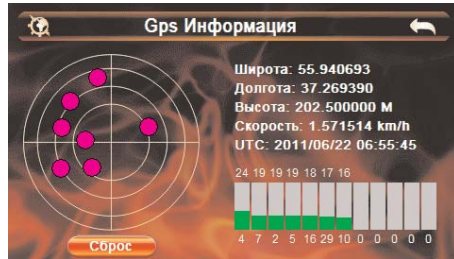 Gps Информация
Широта: 55.940693
Долгота: 37.269390
Высота: 202.500000 М
Скорость: 1.571514 km/h
UTC: 2011/06/22 06:55:45
24 19 19 19 18 17 16
4 7 2 5 16 29 10 0 0 0 0
Сброс